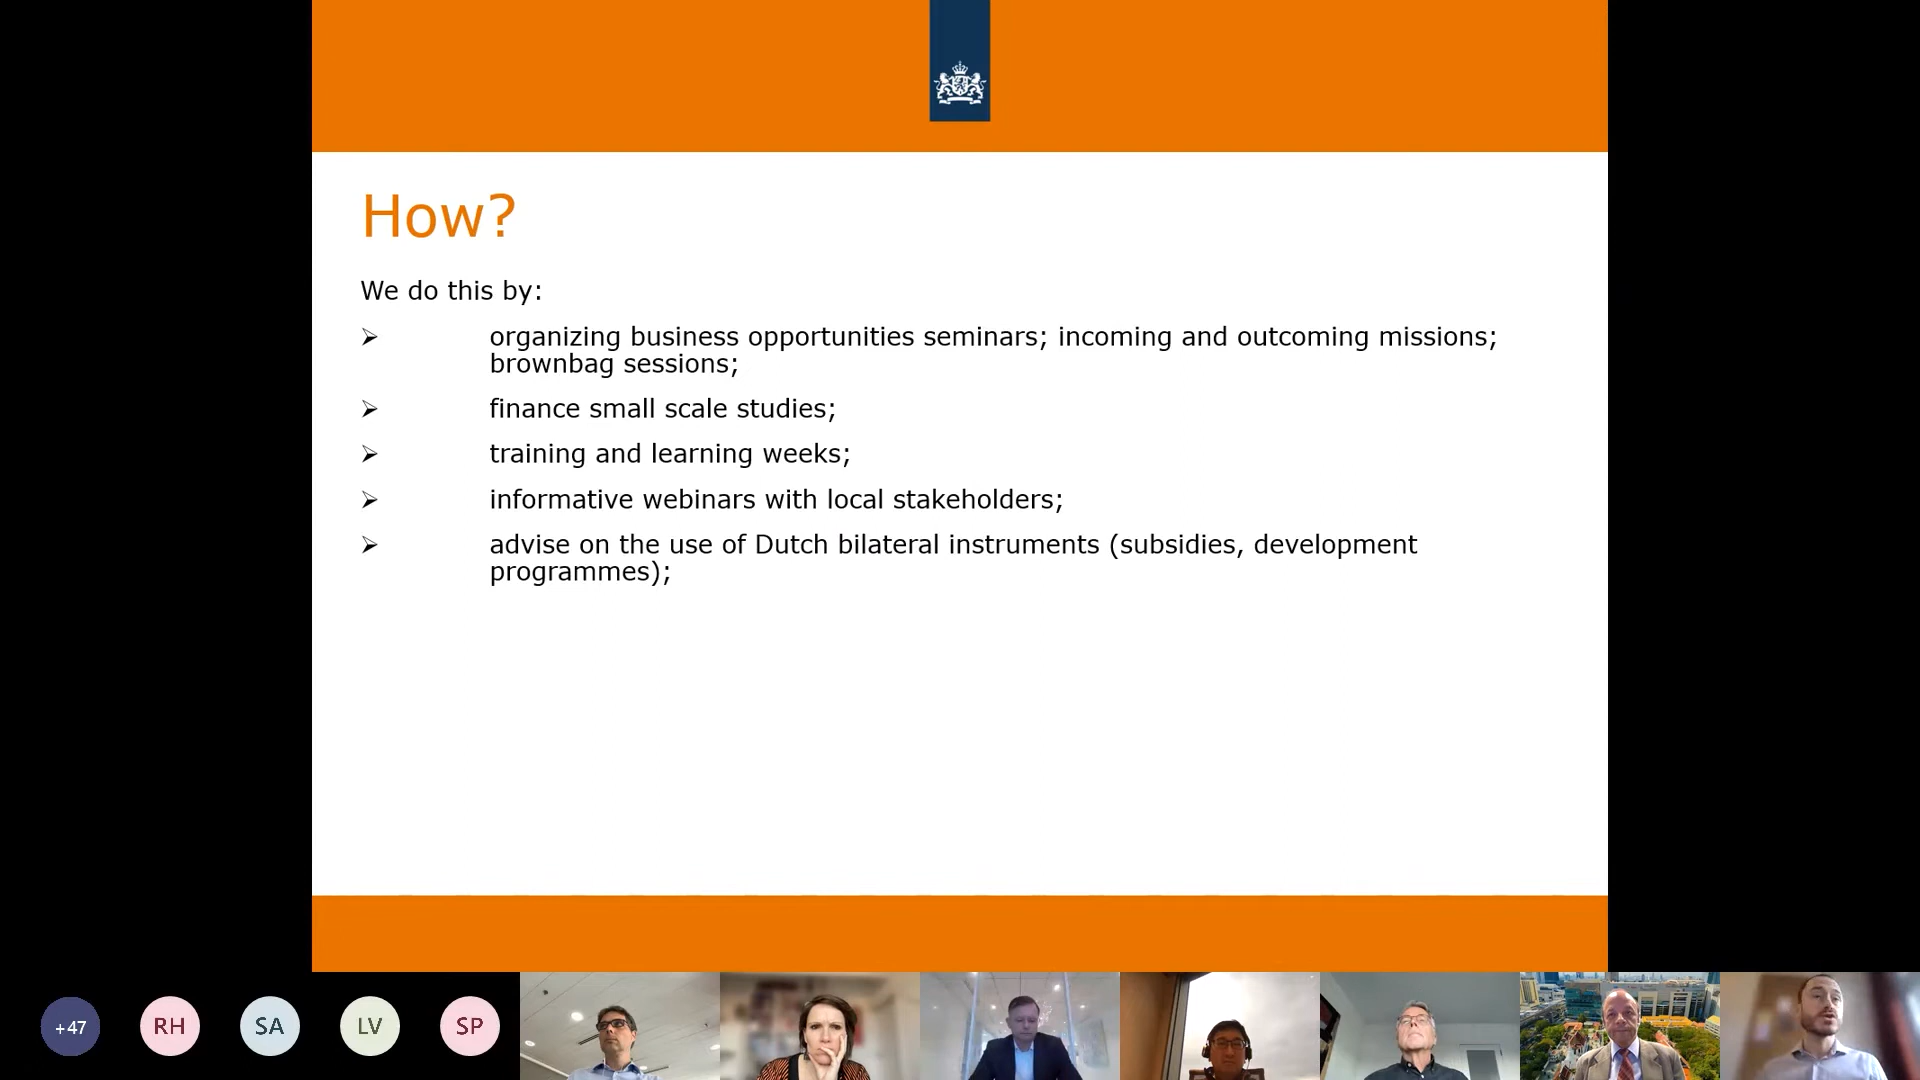 How?
We do this by:
organizing business opportunities seminars; incoming and outcoming missions;
brownbag sessions;
finance small scale studies;
training and learning weeks;
informative webinars with local stakeholders;
advise on the use of Dutch bilateral instruments (subsidies, development
programmes);
+47 RH SA LV SP